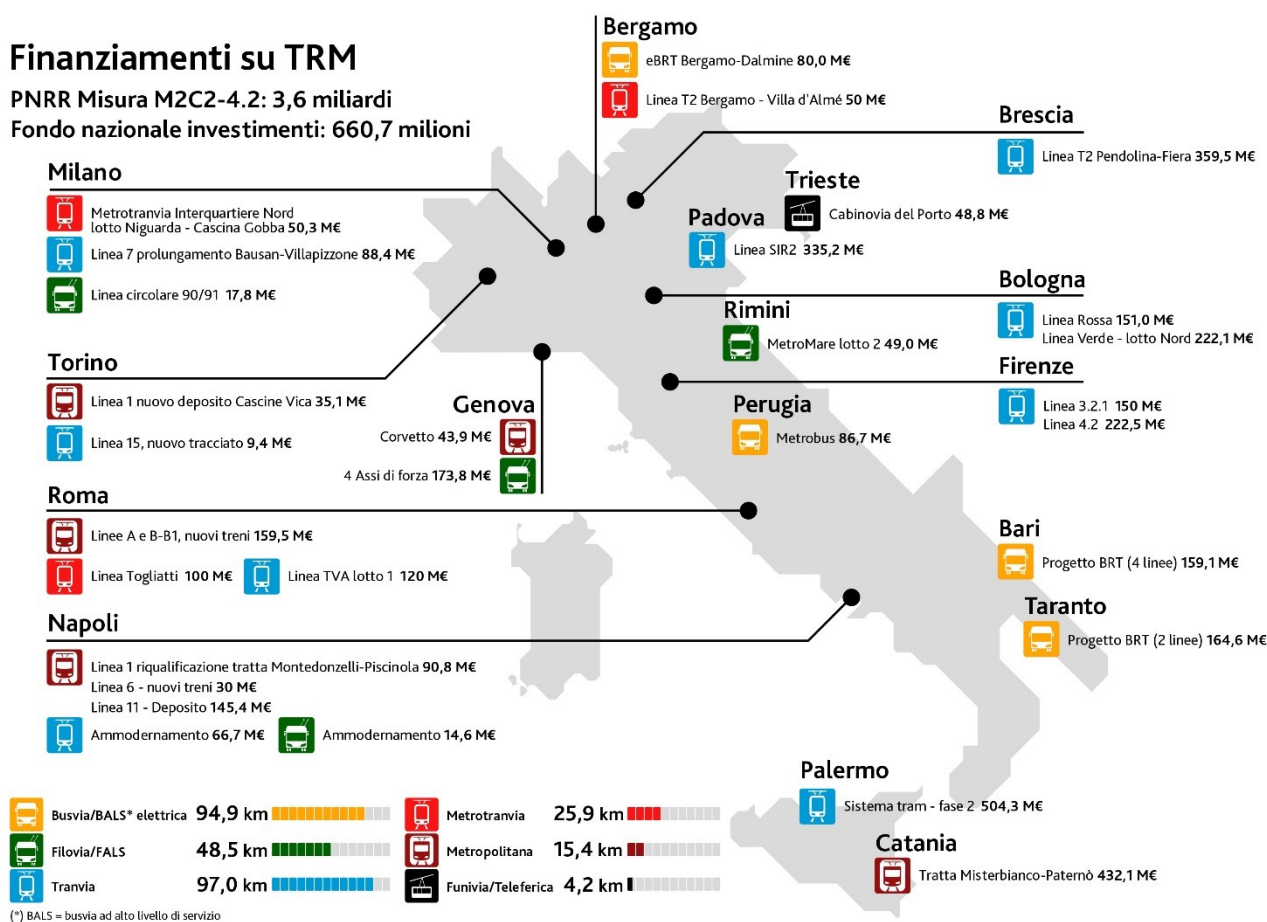 Finanziamenti su TRM
PNRR Misura M2C2-4.2: 3,6 miliardi
Fondo nazionale investimenti: 660,7 milioni
Bergamo
eBRT Bergamo-Dalmine 80,0 M€
Linea T2 Bergamo - Villa d'Almé 50 M€
Brescia
Linea T2 Pendolina-Fiera 359,5 M€
Milano
Metrotranvia Interquartiere Nord
lotto Niguarda - Cascina Gobba 50,3 M€
Linea 7 prolungamento Bausan-Villapizzone 88,4 M€
Linea circolare 90/91 17,8 M€
Trieste
Cabinovia del Porto 48,8 M€
Padova
Linea SIR2 335,2 M€
Bologna
Linea Rossa 151,0 M€
Linea Verde - lotto Nord 222,1 M€
Rimini
MetroMare lotto 2 49,0 M€
Torino
Linea 1 nuovo deposito Cascine Vica 35,1 M€
Linea 15, nuovo tracciato 9,4 M€
Genova
Corvetto 43,9 M€
4 Assi di forza 173,8 M€
Firenze
Linea 3.2.1 150 M€
Linea 4.2 222,5 M€
Perugia
Metrobus 86,7 M€
Roma
Linee A e B-B1, nuovi treni 159,5 M€
Linea Togliatti 100 M€
Linea TVA lotto 1 120 M€
Bari
Progetto BRT (4 linee) 159,1 M€
Taranto
Progetto BRT (2 linee) 164,6 M€
Napoli
Linea 1 riqualificazione tratta Montedonzelli-Piscinola 90,8 M€
Linea 6 - nuovi treni 30 M€
Linea 11 - Deposito 145,4 M€
Ammodernamento 66,7 M€
Ammodernamento 14,6 M€
Palermo
Sistema tram - fase 2 504,3 M€
Catania
Tratta Misterbianco-Paternò 432,1 M€
Busvia/BALS* elettrica 94,9 km
Filovia/FALS 48,5 km
Tranvia 97,0 km
Metrotranvia 25,9 km
Metropolitana 15,4 km
Funivia/Teleferica 4,2 km
(*) BALS = busvia ad alto livello di servizio